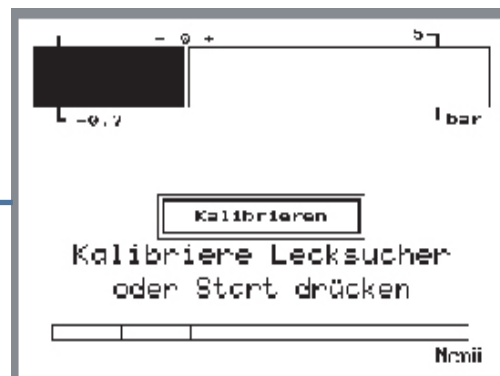 - 0 + 5
-0.7 bar
Kalibrieren
Kalibriere Lecksucher
oder Start drücken
Menü